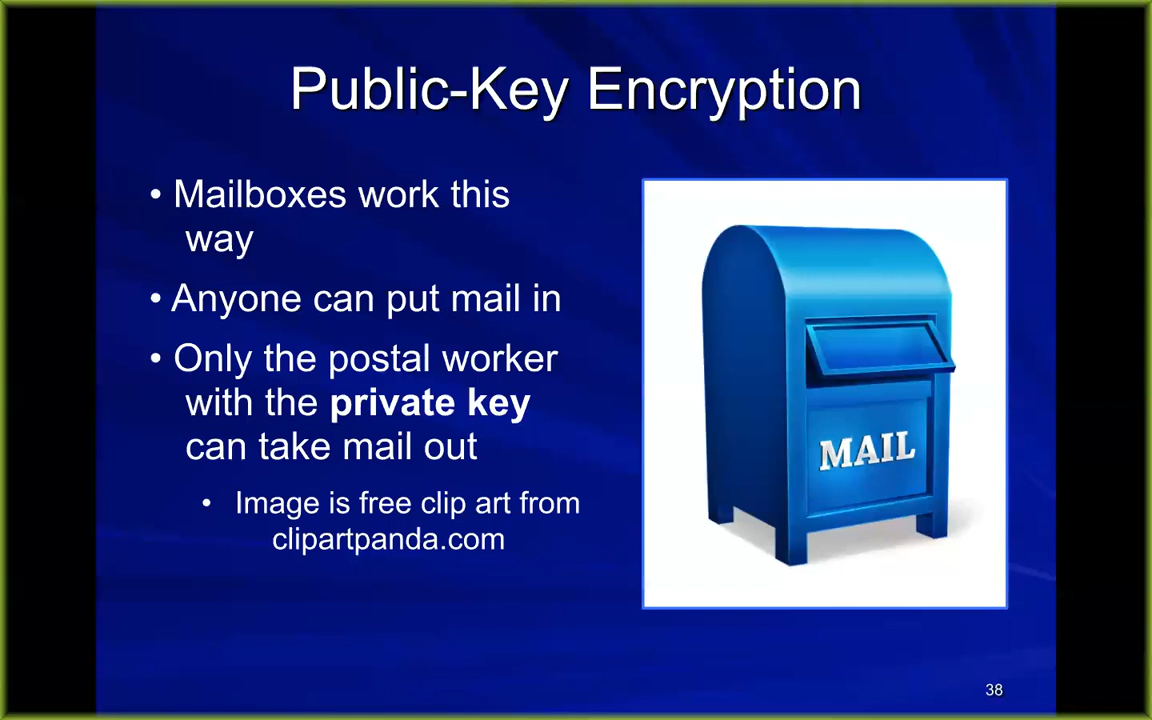 Public-Key Encryption
• Mailboxes work this
way
• Anyone can put mail in
• Only the postal worker
with the private key
can take mail out
• Image is free clip art from
clipartpanda.com
MAIL
38